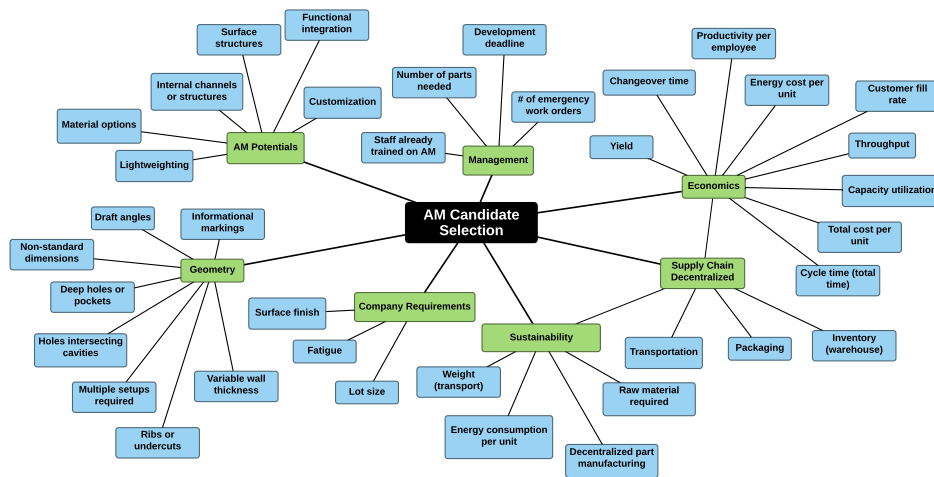 Functional
integration
Surface
structures
Internal channels
or structures
Customization
Material options
Lightweighting
AM Potentials
Development
deadline
Number of parts
needed
# of emergency
work orders
Staff already
trained on AM
Management
Productivity per
employee
Changeover time
Energy cost per
unit
Customer fill
rate
Yield
Throughput
Economics
Capacity utilization
Total cost per
unit
Cycle time (total
time)
AM Candidate
Selection
Draft angles
Informational
markings
Non-standard
dimensions
Geometry
Deep holes or
pockets
Holes intersecting
cavities
Multiple setups
required
Variable wall
thickness
Ribs or
undercuts
Company Requirements
Surface finish
Fatigue
Lot size
Sustainability
Weight
(transport)
Energy consumption
per unit
Decentralized part
manufacturing
Raw material
required
Supply Chain
Decentralized
Transportation
Packaging
Inventory
(warehouse)